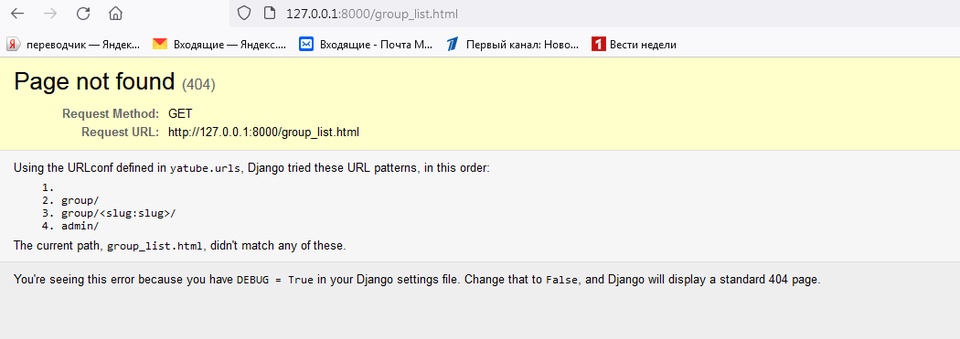 127.0.0.1:8000/group_list.html
переводчик — Яндек... Входящие — Яндекс.... Входящие - Почта М... Первый канал: Ново... 1 Вести недели
Page not found (404)
Request Method: GET
Request URL: http://127.0.0.1:8000/group_list.html
Using the URLconf defined in yatube.urls, Django tried these URL patterns, in this order:
1.
2. group/
3. group/<slug:slug>/
4. admin/
The current path, group_list.html, didn't match any of these.
You're seeing this error because you have DEBUG = True in your Django settings file. Change that to False, and Django will display a standard 404 page.